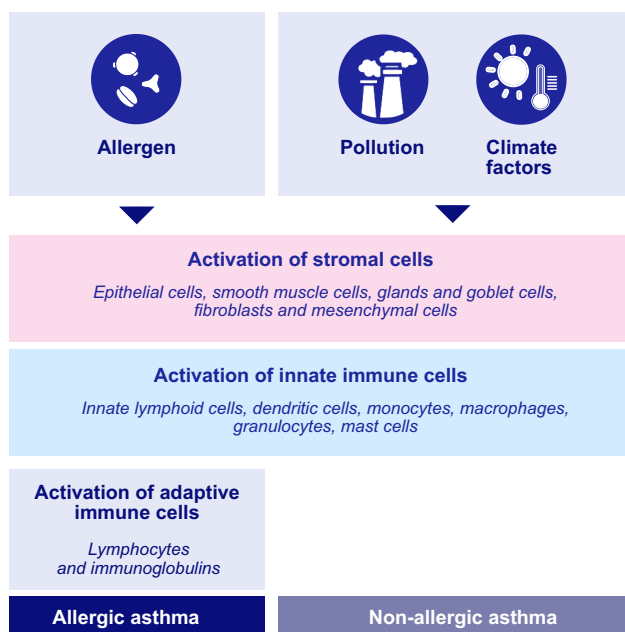 Allergen
Pollution
Climate
factors
Activation of stromal cells
Epithelial cells, smooth muscle cells, glands and goblet cells,
fibroblasts and mesenchymal cells
Activation of innate immune cells
Innate lymphoid cells, dendritic cells, monocytes, macrophages,
granulocytes, mast cells
Activation of adaptive
immune cells
Lymphocytes
and immunoglobulins
Allergic asthma
Non-allergic asthma